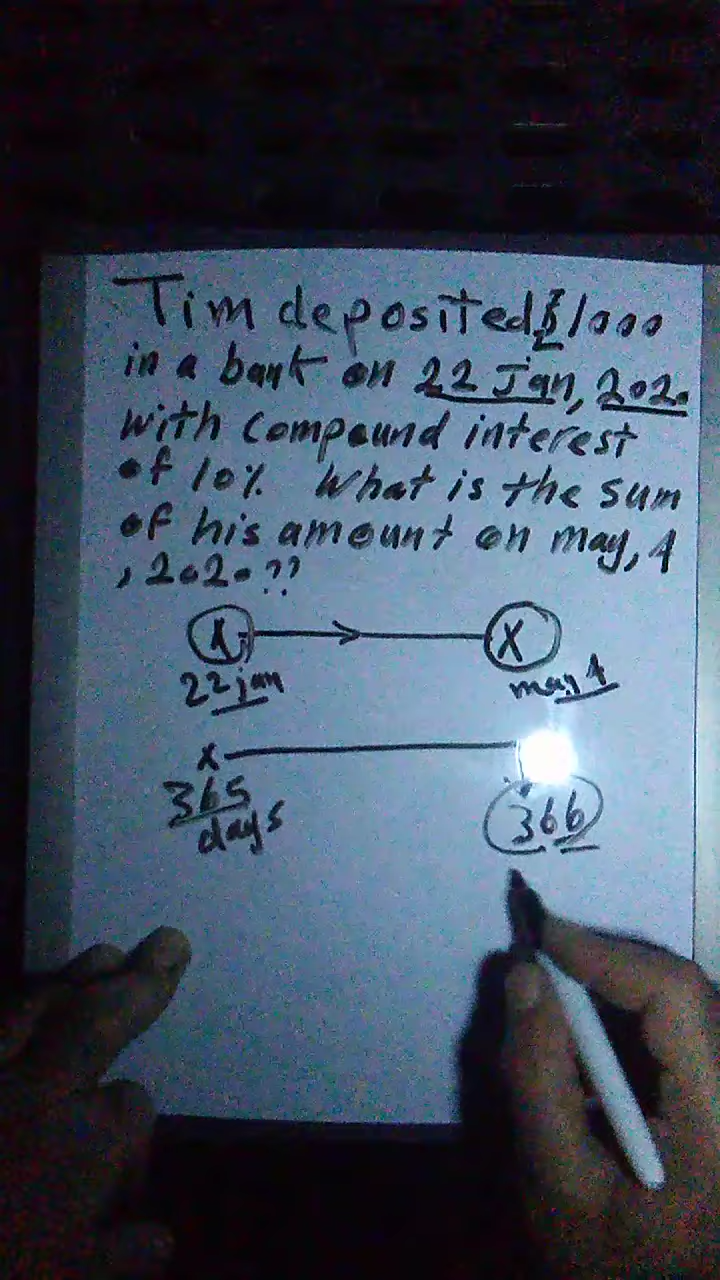 Tim deposited $1000
in a bank on 22 Jan, 2020
with compound interest
of 10% What is the sum
of his amount on may, 4
, 2020??
X X
22 jan may 4
x
365 366
days